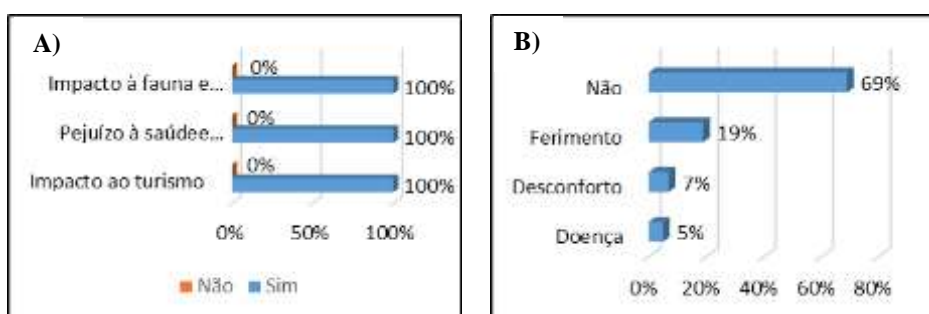 A)
0%
Impacto à fauna e...
100%
0%
Pejuízo à saúdee...
100%
0%
Impacto ao turismo
100%
0% 50% 100%
Não Sim
B)
Não 69%
Ferimento 19%
Desconforto 7%
Doença 5%
0% 20% 40% 60% 80%